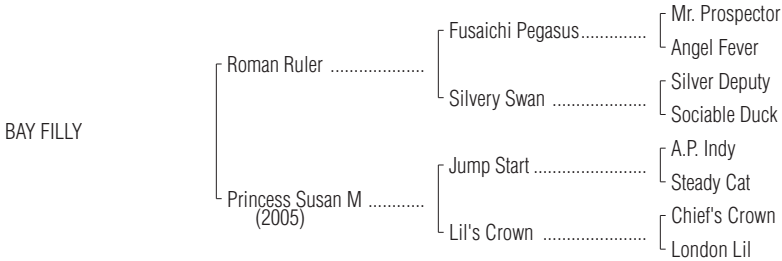 Mr. Prospector
Fusaichi Pegasus..............
Angel Fever
Roman Ruler ....................
Silver Deputy
Silvery Swan ....................
Sociable Duck
BAY FILLY
A.P. Indy
Jump Start ........................
Steady Cat
Princess Susan M ............
(2005)
Chief's Crown
Lil's Crown ......................
London Lil